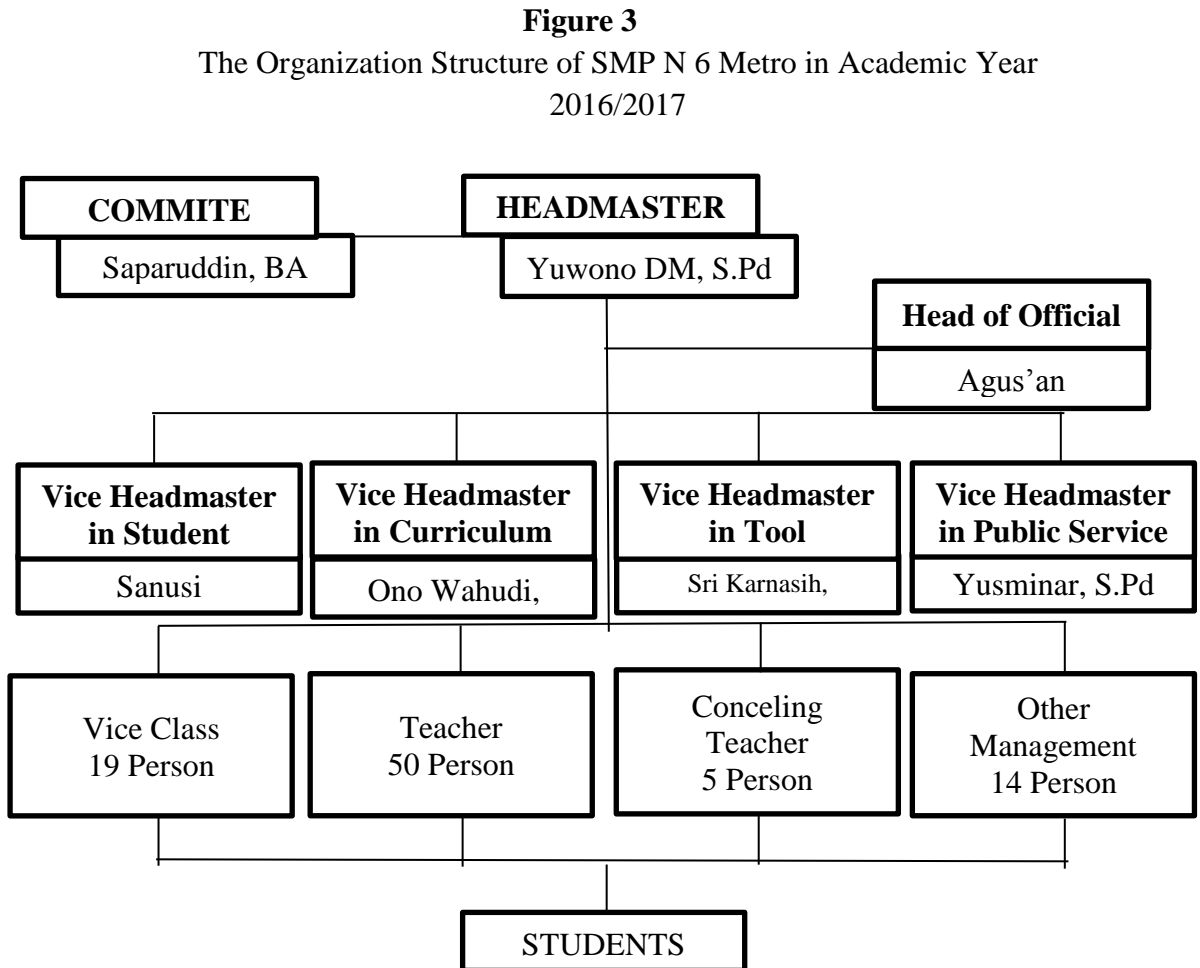 Figure 3
The Organization Structure of SMP N 6 Metro in Academic Year
2016/2017
COMMITE
Saparuddin, BA
HEADMASTER
Yuwono DM, S.Pd
Head of Official
Agus’an
Vice Headmaster
in Student
Sanusi
Vice Headmaster
in Curriculum
Ono Wahudi,
Vice Headmaster
in Tool
Sri Karnasih,
Vice Headmaster
in Public Service
Yusminar, S.Pd
Vice Class
19 Person
Teacher
50 Person
Conceling
Teacher
5 Person
Other
Management
14 Person
STUDENTS